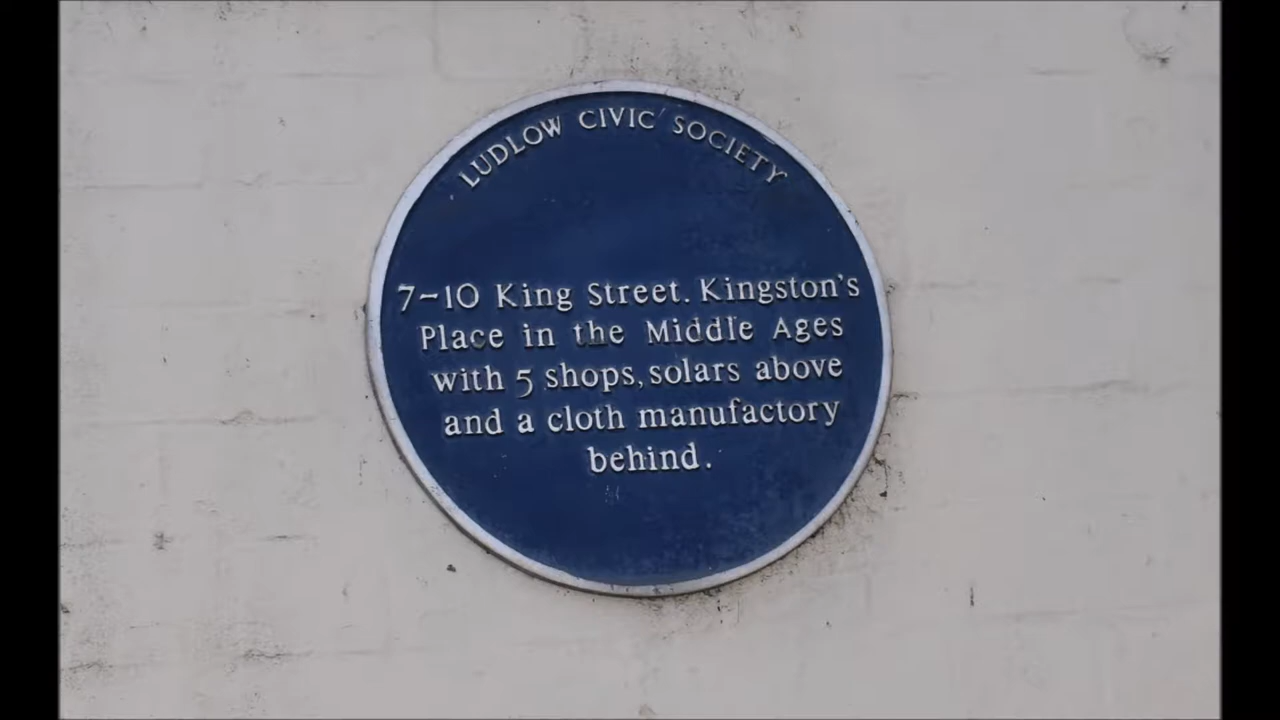 LUDLOW CIVIC SOCIETY
7-10 King Street. Kingston's
Place in the Middle Ages
with 5 shops, solars above
and a cloth manufactory
behind.